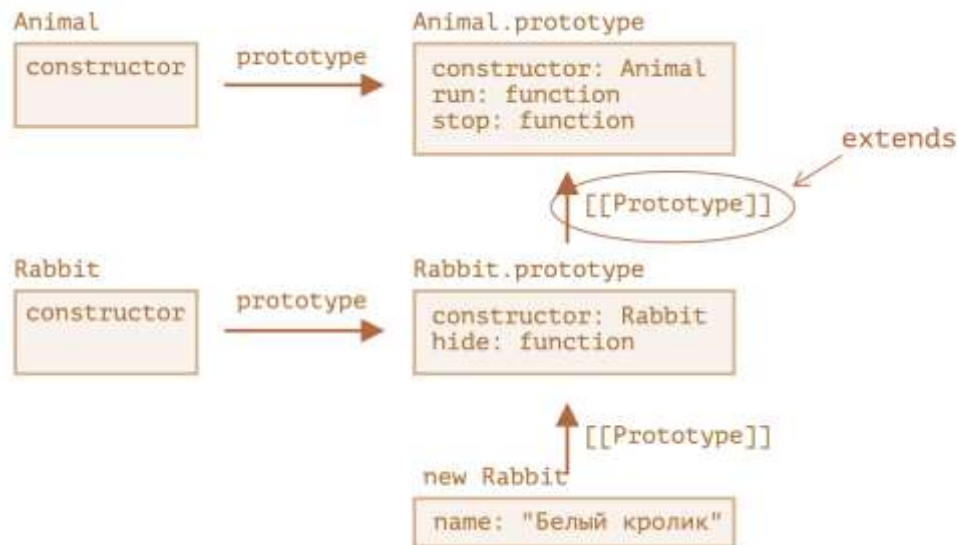 Animal
constructor
prototype
Animal.prototype
constructor: Animal
run: function
stop: function
extends
[[Prototype]]
Rabbit
constructor
prototype
Rabbit.prototype
constructor: Rabbit
hide: function
[[Prototype]]
new Rabbit
name: "Белый кролик"